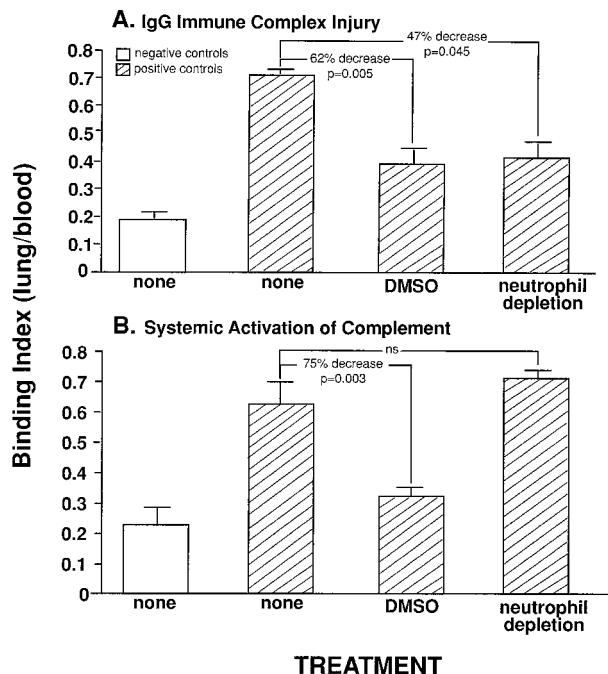 A. IgG Immune Complex Injury
negative controls
positive controls
47% decrease
p=0.045
62% decrease
p=0.005
0.8
0.7
0.6
0.4
0.4
0.2
0.1
0
none
none
DMSO
neutrophil
depletion
B. Systemic Activation of Complement
ns
75% decrease
p=0.003
0.8
0.7
0.6
0.5
0.4
0.3
0.2
0.1
0
none
none
DMSO
neutrophil
depletion
Binding Index (lung/blood)
TREATMENT